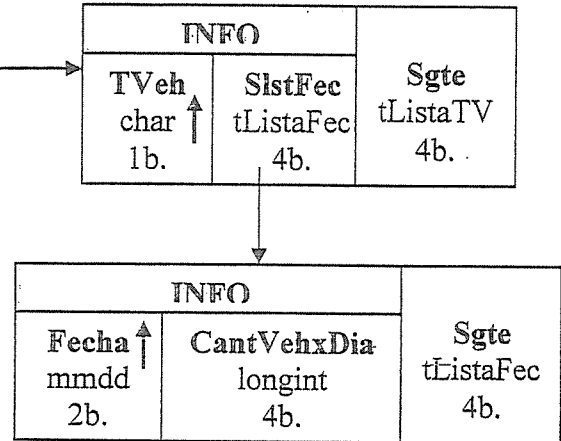 INFO
TVeh
char
1b.
SlstFec
tListaFec
4b.
Sgte
tListaTV
4b.
INFO
Fecha
mmdd
2b.
CantVehxDia
longint
4b.
Sgte
tListaFec
4b.